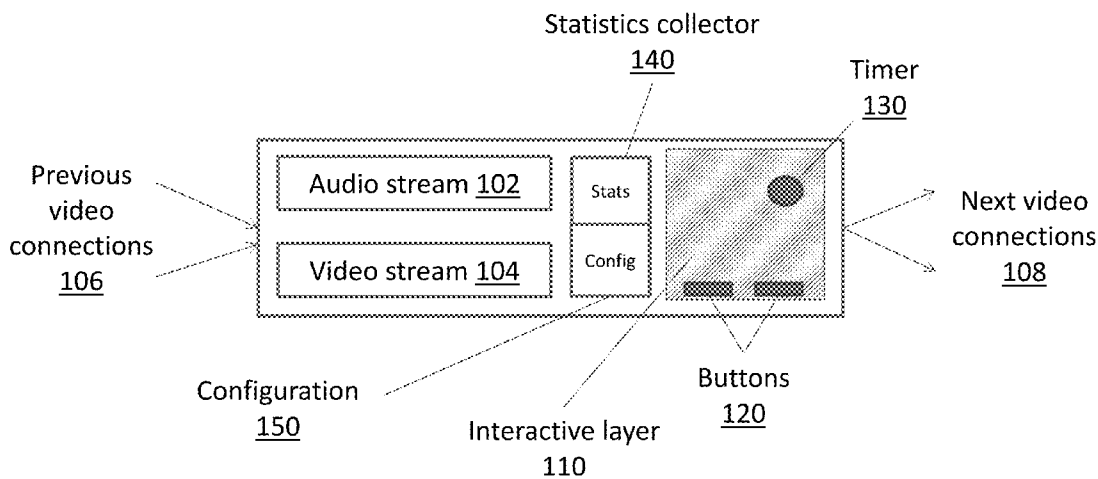 Statistics collector
140
Timer
130
Previous
video
connections
106
Audio stream 102
Video stream 104
Stats
Config
Next video
connections
108
Configuration
150
Interactive layer
110
Buttons
120